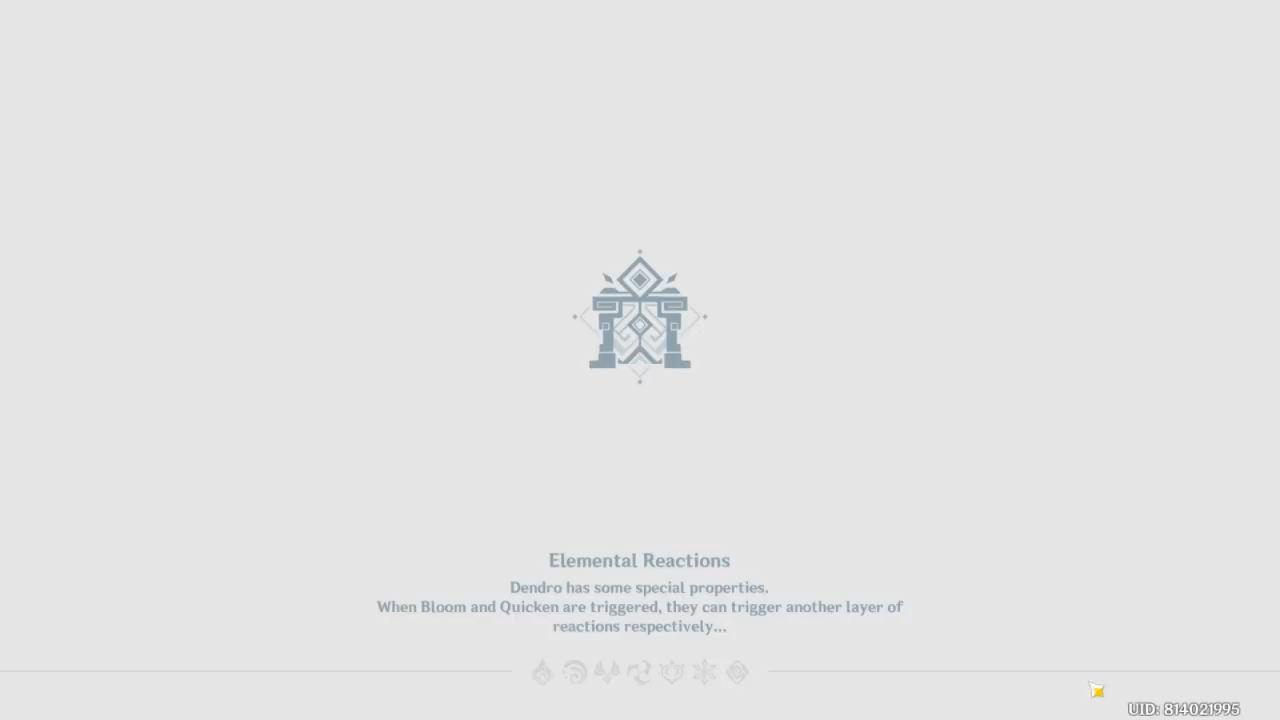 Elemental Reactions
Dendro has some special properties.
When Bloom and Quicken are triggered, they can trigger another layer of
reactions respectively...
UID: 814021995